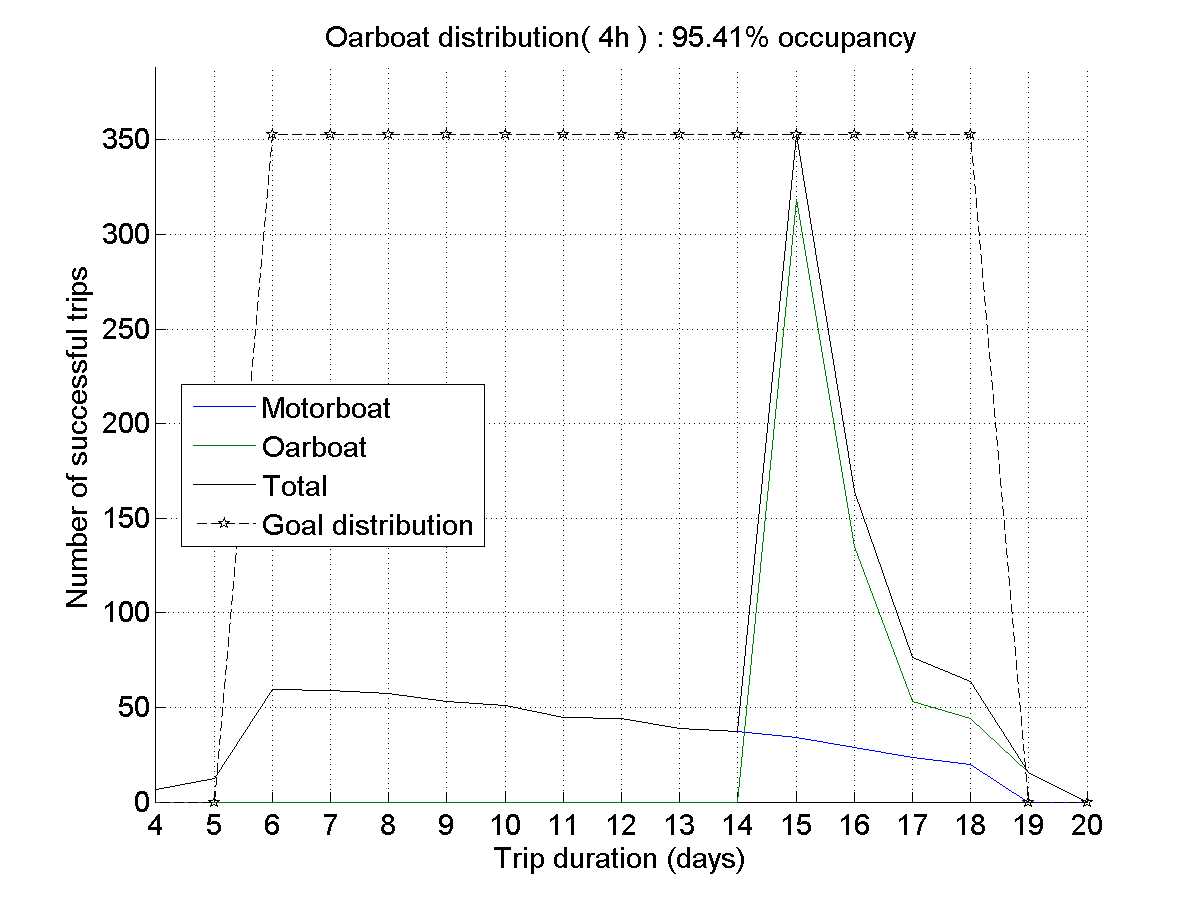 Oarboat distribution( 4h ) : 95.41% occupancy
Number of successful trips
350
300
250
200
150
100
50
0
Motorboat
Oarboat
Total
Goal distribution
4 5 6 7 8 9 10 11 12 13 14 15 16 17 18 19 20
Trip duration (days)